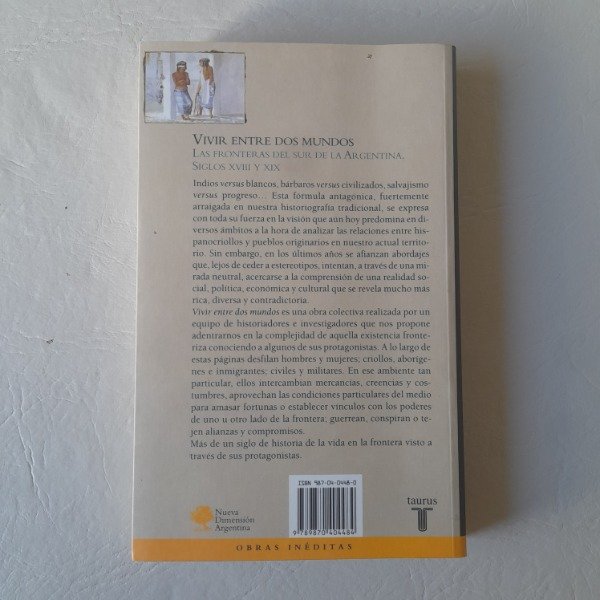 VIVIR ENTRE DOS MUNDOS
LAS FRONTERAS DEL SUR DE LA ARGENTINA.
SIGLOS XVIII Y XIX
Indios versus blancos, bárbaros versus civilizados, salvajismo
versus progreso... Esta fórmula antagónica, fuertemente
arraigada en nuestra historiografía tradicional, se expresa
con toda su fuerza en la visión que aún hoy predomina en di-
versos ámbitos a la hora de analizar las relaciones entre his-
panocriollos y pueblos originarios en nuestro actual territo-
rio. Sin embargo, en los últimos años se afianzan abordajes
que, lejos de ceder a estereotipos, intentan, a través de una mi-
rada neutral, acercarse a la comprensión de una realidad so-
cial, política, económica y cultural que se revela mucho más
rica, diversa y contradictoria.
Vivir entre dos mundos es una obra colectiva realizada por un
equipo de historiadores e investigadores que nos propone
adentrarnos en la complejidad de aquella existencia fronte-
riza conociendo a algunos de sus protagonistas. A lo largo de
estas páginas desfilan hombres y mujeres; criollos, aboríge-
nes e inmigrantes; civiles y militares. En ese ambiente tan
particular, ellos intercambian mercancías, creencias y cos-
tumbres, aprovechan las condiciones particulares del medio
para amasar fortunas o establecer vínculos con los poderes
de uno u otro lado de la frontera, guerrean, conspiran o te-
jen alianzas y compromisos.
Más de un siglo de historia de la vida en la frontera visto a
través de sus protagonistas.
ISBN 987-04-0448-0
9 789870 404484
Nueva
Dimensión
Argentina
taurus
OBRAS INÉDITAS